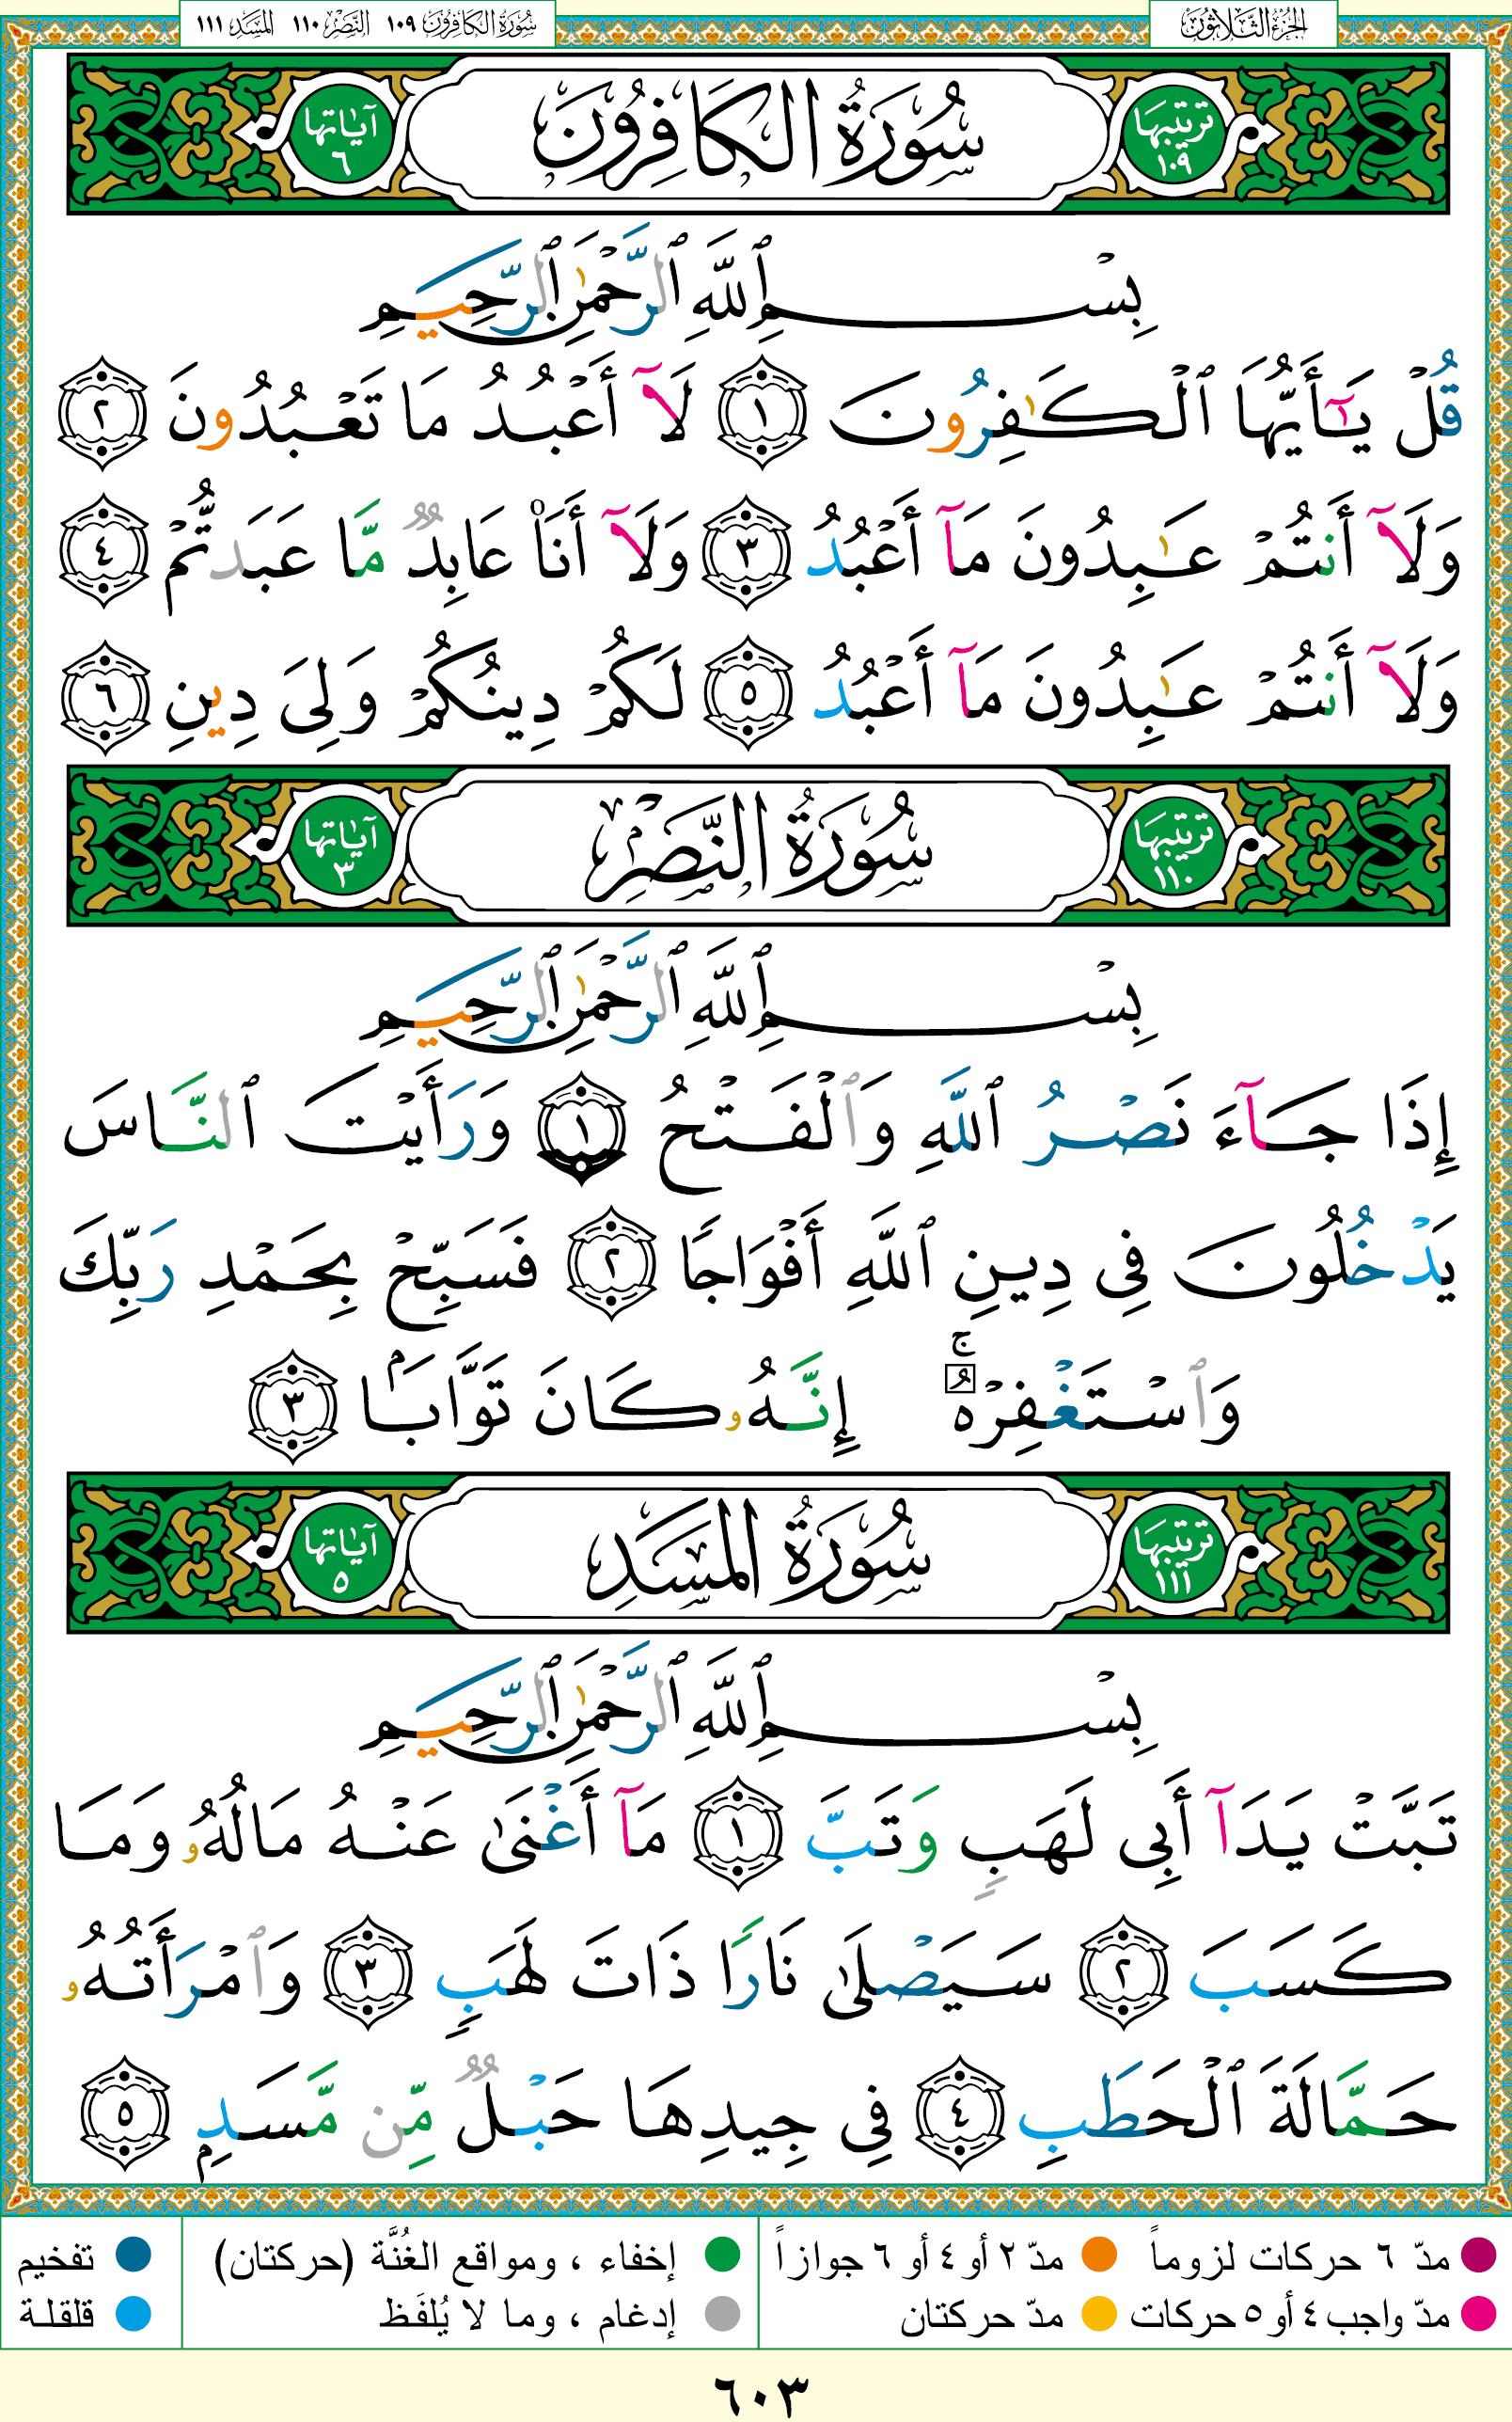 الجزء الثلاثون
سورة الكافرون ١٠٩ النصر ١١٠ المسد ١١١
ترتيبها ١٠٩ سُورَةُ الكَافِرُونَ آياتها ٦
بِسْمِ ٱللَّهِ ٱلرَّحْمَٰنِ ٱلرَّحِيمِ
قُلْ يَٰٓأَيُّهَا ٱلْكَٰفِرُونَ ١ لَآ أَعْبُدُ مَا تَعْبُدُونَ ٢
وَلَآ أَنتُمْ عَٰبِدُونَ مَآ أَعْبُدُ ٣ وَلَآ أَنَا۠ عَابِدٌ مَّا عَبَدتُّمْ ٤
وَلَآ أَنتُمْ عَٰبِدُونَ مَآ أَعْبُدُ ٥ لَكُمْ دِينُكُمْ وَلِىَ دِينِ ٦
ترتيبها ١١٠ سُورَةُ النَّصْرِ آياتها ٣
بِسْمِ ٱللَّهِ ٱلرَّحْمَٰنِ ٱلرَّحِيمِ
إِذَا جَآءَ نَصْرُ ٱللَّهِ وَٱلْفَتْحُ ١ وَرَأَيْتَ ٱلنَّاسَ
يَدْخُلُونَ فِى دِينِ ٱللَّهِ أَفْوَاجًا ٢ فَسَبِّحْ بِحَمْدِ رَبِّكَ
وَٱسْتَغْفِرْهُ ۚ إِنَّهُۥ كَانَ تَوَّابَۢا ٣
ترتيبها ١١١ سُورَةُ المَسَدِ آياتها ٥
بِسْمِ ٱللَّهِ ٱلرَّحْمَٰنِ ٱلرَّحِيمِ
تَبَّتْ يَدَآ أَبِى لَهَبٍ وَتَبَّ ١ مَآ أَغْنَىٰ عَنْهُ مَالُهُۥ وَمَا
كَسَبَ ٢ سَيَصْلَىٰ نَارًا ذَاتَ لَهَبٍ ٣ وَٱمْرَأَتُهُۥ
حَمَّالَةَ ٱلْحَطَبِ ٤ فِى جِيدِهَا حَبْلٌ مِّن مَّسَدٍۭ ٥
مدّ ٦ حركات لزوماً مدّ ٢ أو ٤ أو ٦ جوازاً إخفاء ، ومواقع الغُنَّة (حركتان) تفخيم
مدّ واجب ٤ أو ٥ حركات مدّ حركتان إدغام ، وما لا يُلفَظ قلقلة
٦٠٣